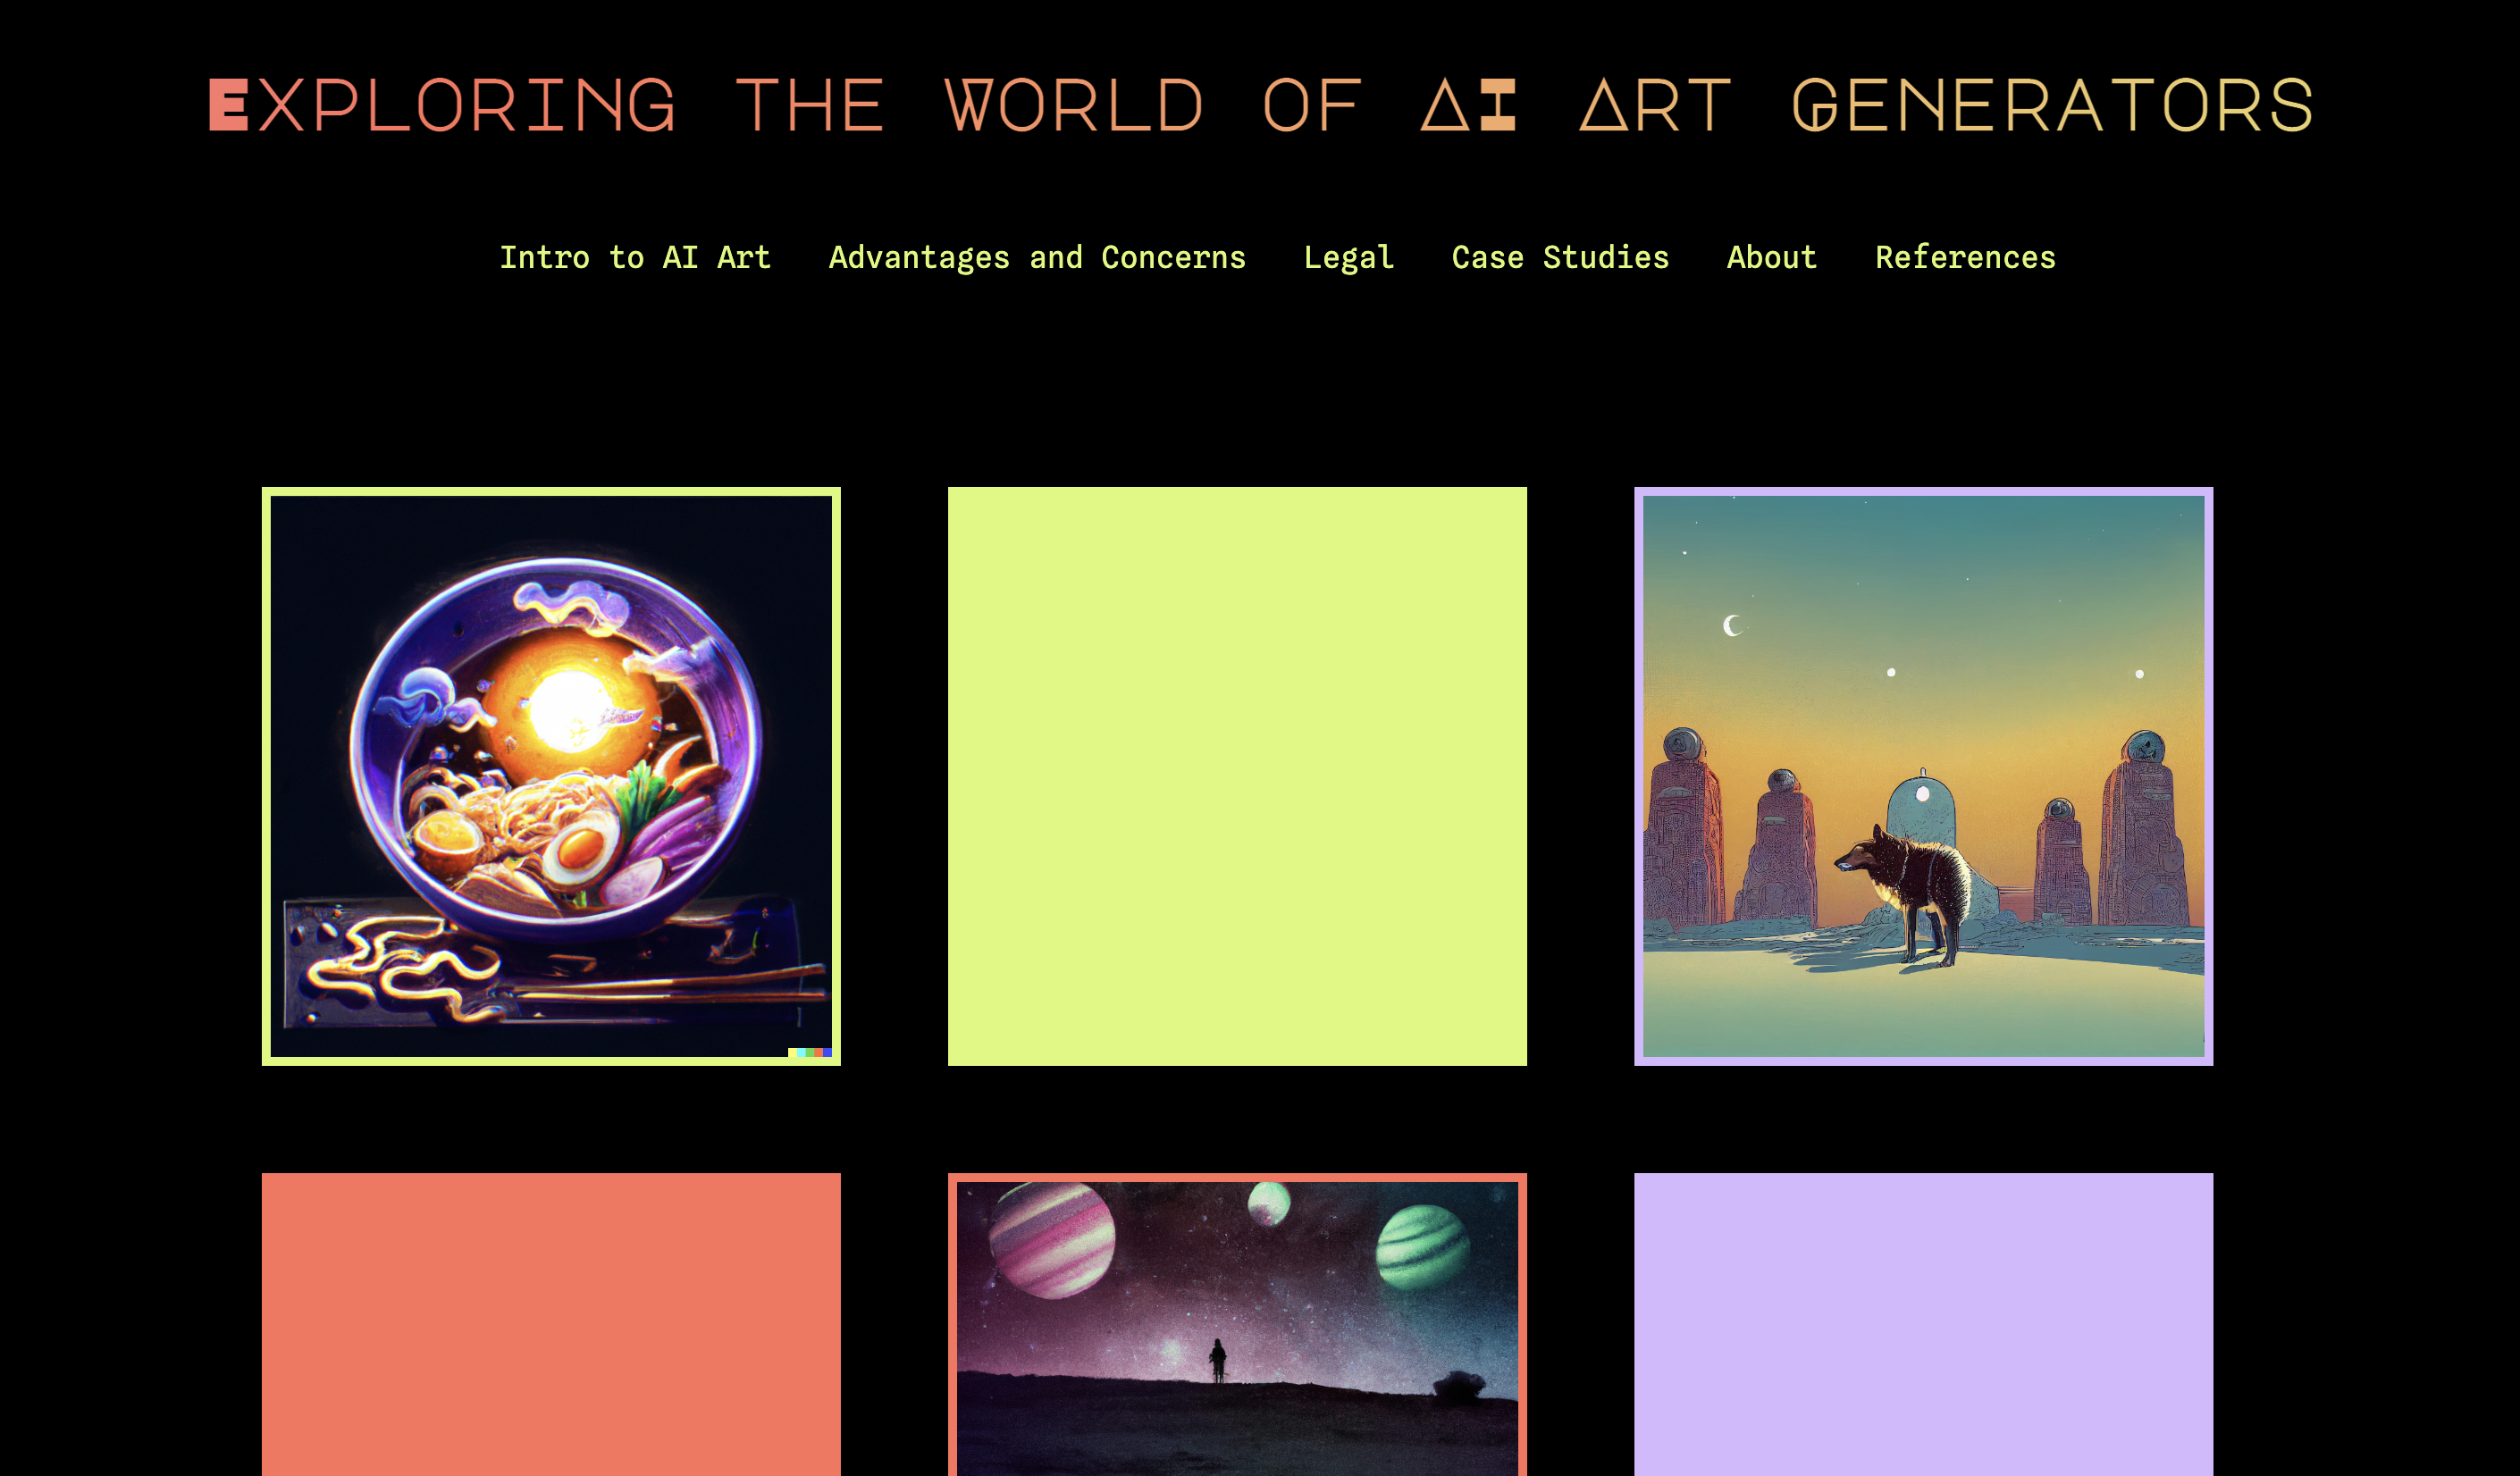 Exploring the World of AI Art Generators
Intro to AI Art Advantages and Concerns Legal Case Studies About References